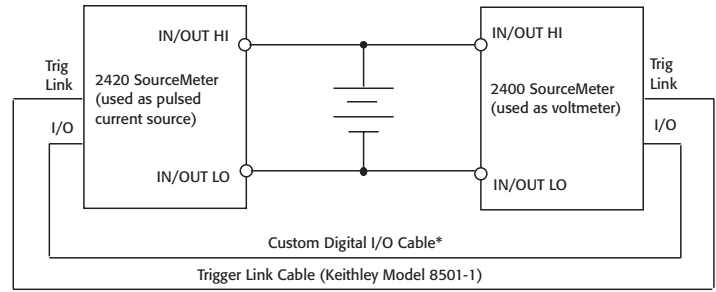 IN/OUT HI
IN/OUT HI
Trig
Link
2420 SourceMeter
(used as pulsed
current source)
2400 SourceMeter
(used as voltmeter)
Trig
Link
I/O
I/O
IN/OUT LO
IN/OUT LO
Custom Digital I/O Cable*
Trigger Link Cable (Keithley Model 8501-1)